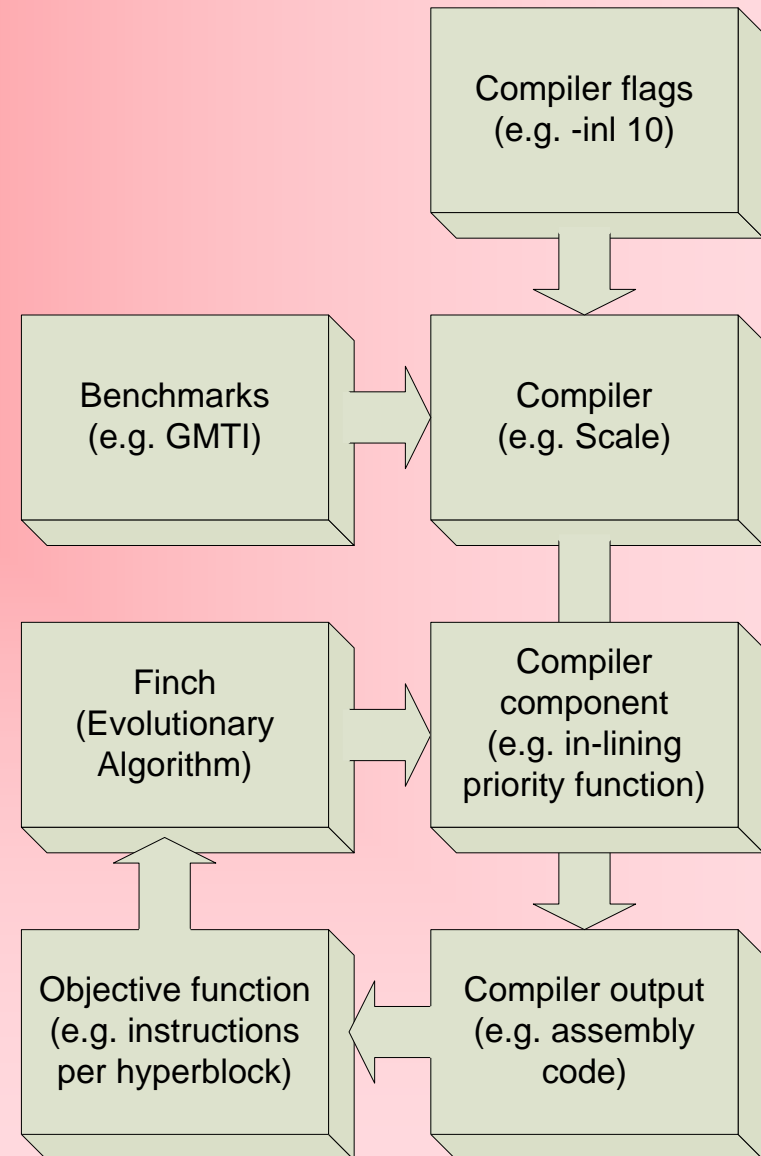 Compiler flags
(e.g. -inl 10)
Benchmarks
(e.g. GMTI)
Compiler
(e.g. Scale)
Finch
(Evolutionary
Algorithm)
Compiler
component
(e.g. in-lining
priority function)
Objective function
(e.g. instructions
per hyperblock)
Compiler output
(e.g. assembly
code)